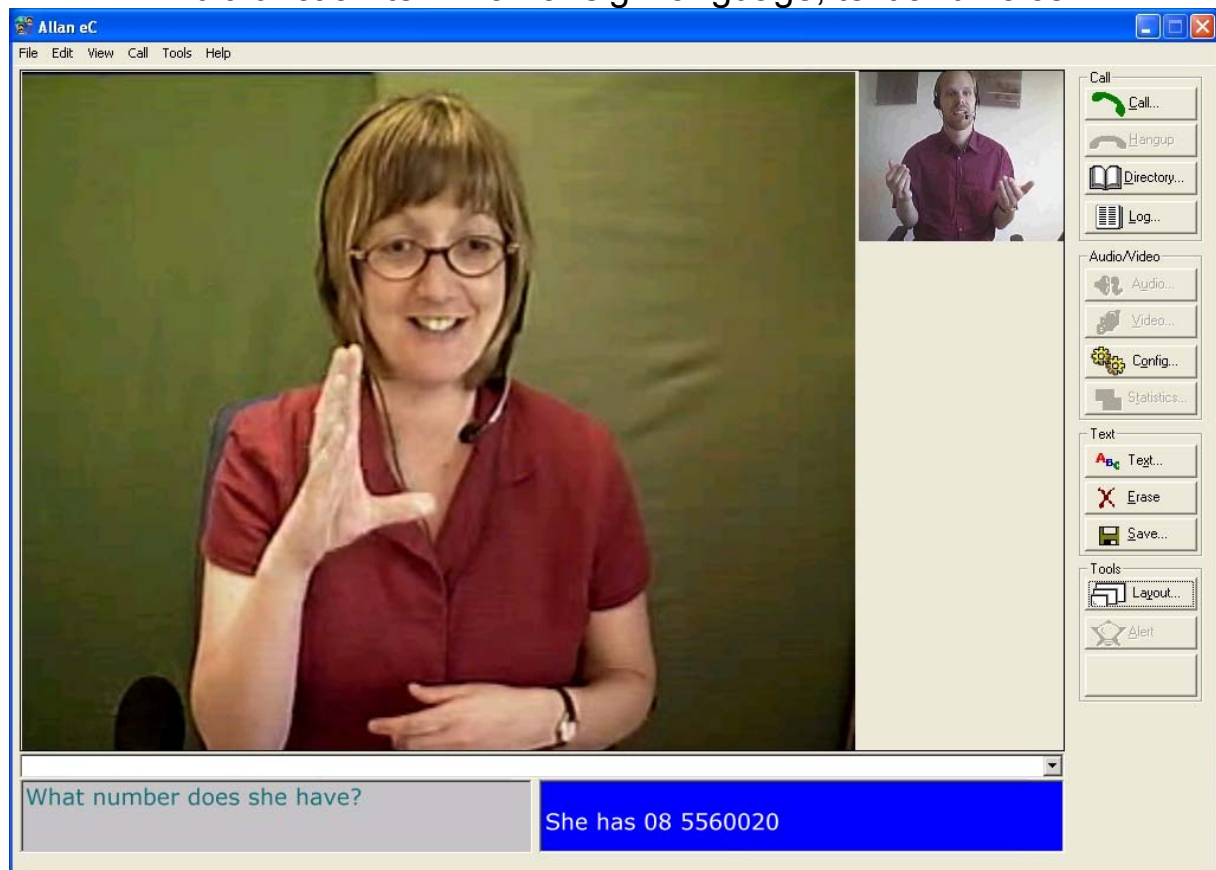 Allan eC
File Edit View Call Tools Help
Call
Call...
Hangup
Directory...
Log...
Audio/Video
Audio...
Video...
Config...
Statistics...
Text
ABC Text...
Erase
Save...
Tools
Layout...
Alert
What number does she have?
She has 08 5560020